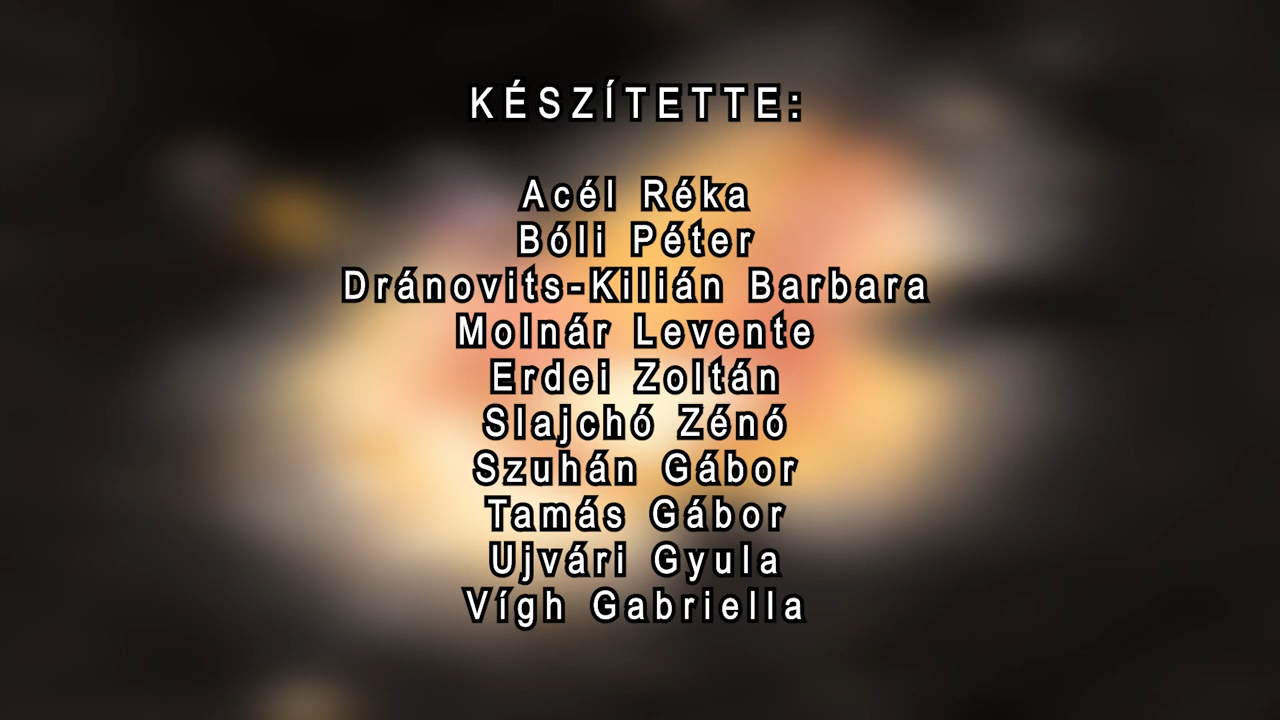 KÉSZÍTETTE:
Acél Réka
Bóli Péter
Dránovits-Kilián Barbara
Molnár Levente
Erdei Zoltán
Slajchó Zénó
Szuhán Gábor
Tamás Gábor
Ujvári Gyula
Vígh Gabriella